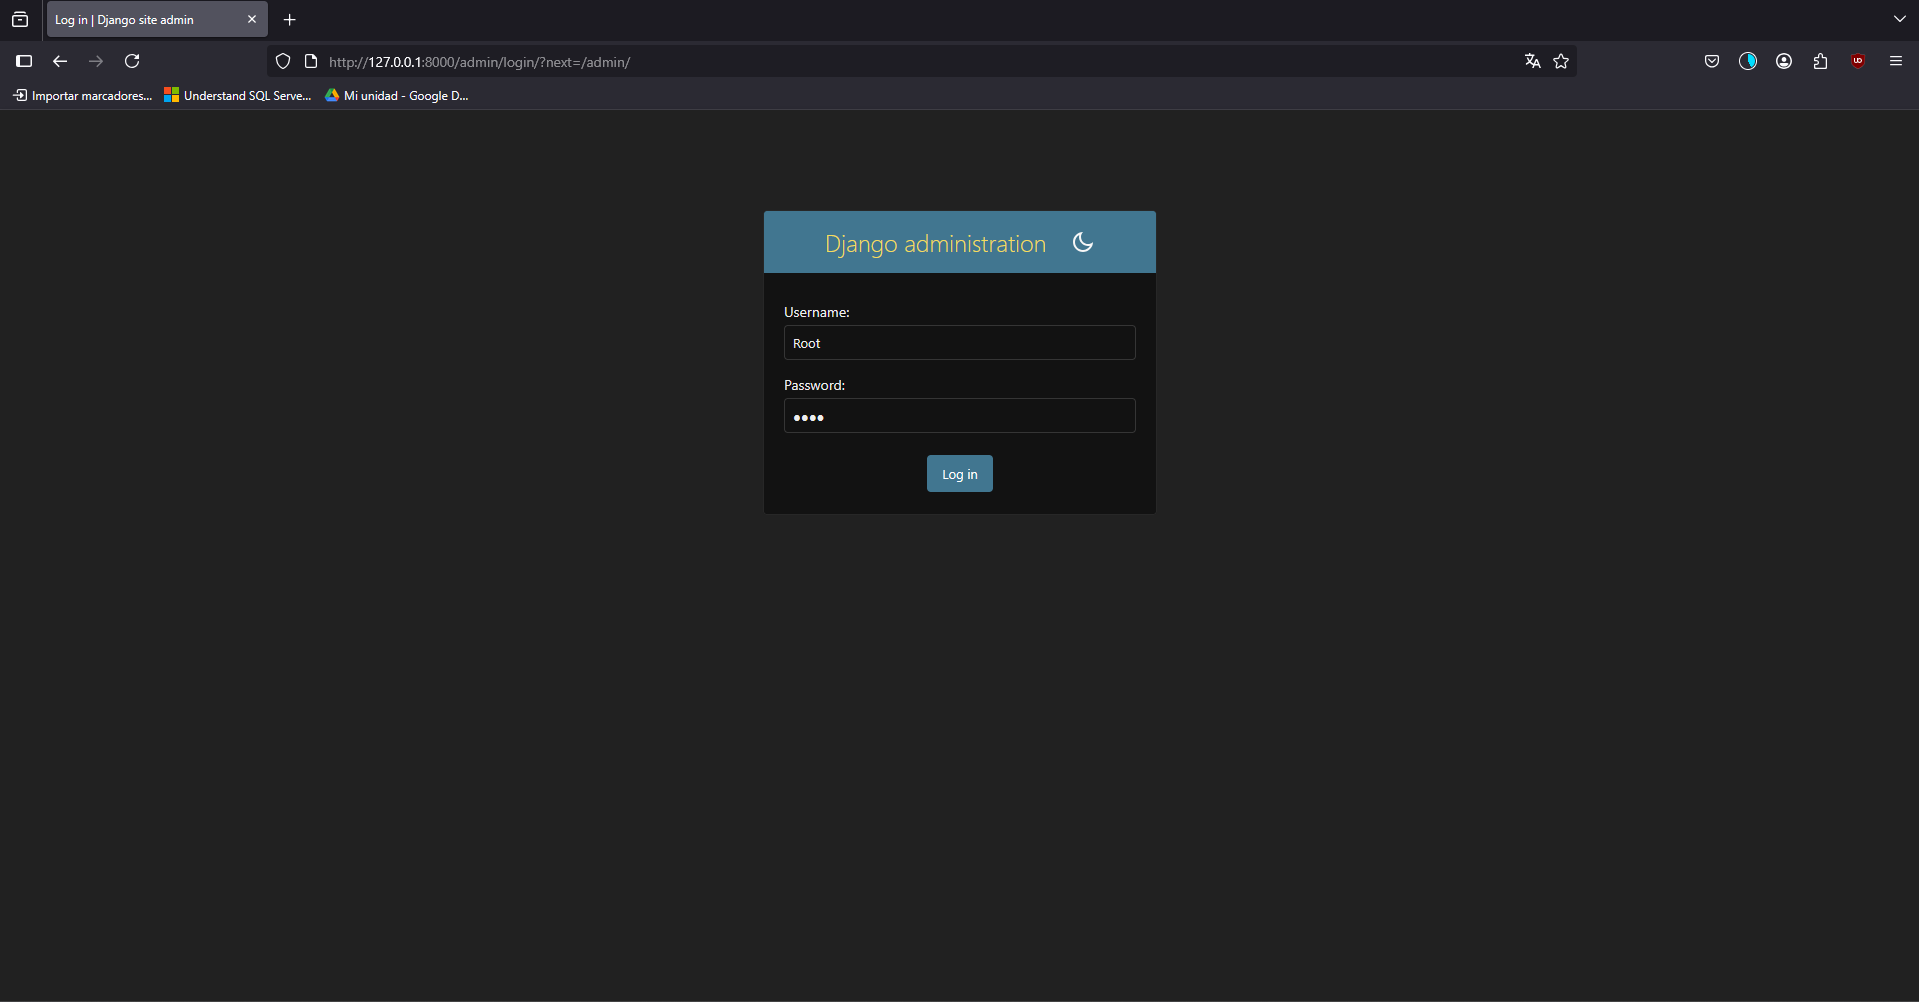 Log in | Django site admin
http://127.0.0.1:8000/admin/login/?next=/admin/
Importar marcadores... Understand SQL Serve... Mi unidad - Google D...
Django administration
Username:
Root
Password:
••••
Log in